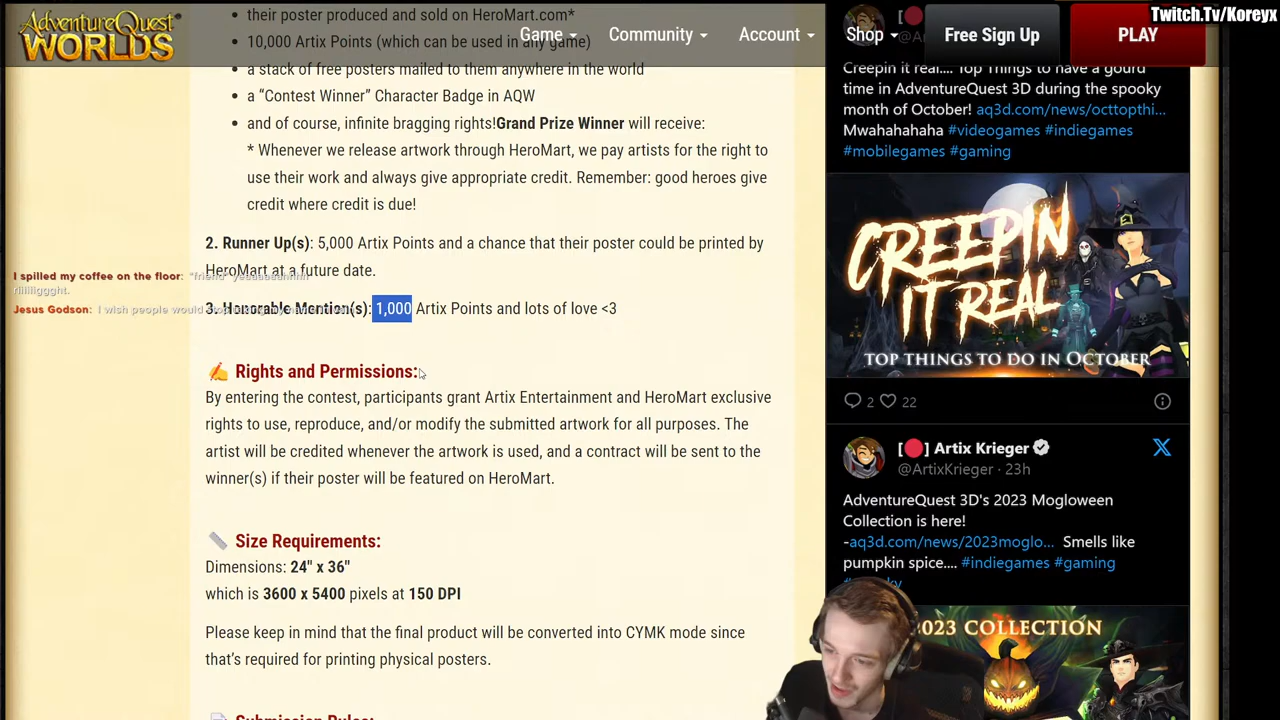 Twitch.Tv/Koreyx
AdventureQuest
WORLDS
Game
Community
Account
Shop
Free Sign Up
PLAY
their poster produced and sold on HeroMart.com*
10,000 Artix Points (which can be used in any game)
a stack of free posters mailed to them anywhere in the world
a “Contest Winner” Character Badge in AQW
and of course, infinite bragging rights!Grand Prize Winner will receive:
* Whenever we release artwork through HeroMart, we pay artists for the right to
use their work and always give appropriate credit. Remember: good heroes give
credit where credit is due!
2. Runner Up(s): 5,000 Artix Points and a chance that their poster could be printed by
HeroMart at a future date.
I spilled my coffee on the floor: "friend"
riiiiiggght.
3. Honorable Mention(s): 1,000 Artix Points and lots of love <3
Jesus Godson: I wish people would
✍️ Rights and Permissions:
By entering the contest, participants grant Artix Entertainment and HeroMart exclusive
rights to use, reproduce, and/or modify the submitted artwork for all purposes. The
artist will be credited whenever the artwork is used, and a contract will be sent to the
winner(s) if their poster will be featured on HeroMart.
📏 Size Requirements:
Dimensions: 24" x 36"
which is 3600 x 5400 pixels at 150 DPI
Please keep in mind that the final product will be converted into CYMK mode since
that’s required for printing physical posters.
Submission Rules:
Creepin it real.... Top Things to have a gourd
time in AdventureQuest 3D during the spooky
month of October! aq3d.com/news/octtopthi...
Mwahahahaha #videogames #indiegames
#mobilegames #gaming
CREEPIN
IT REAL
TOP THINGS TO DO IN OCTOBER
2 22
[🔴] Artix Krieger
@ArtixKrieger · 23h
AdventureQuest 3D's 2023 Mogloween
Collection is here!
-aq3d.com/news/2023moglo... Smells like
pumpkin spice.... #indiegames #gaming
2023 COLLECTION